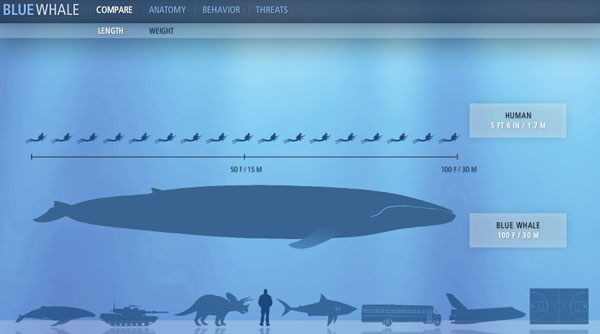 BLUE WHALE
COMPARE ANATOMY BEHAVIOR THREATS
LENGTH WEIGHT
HUMAN
5 FT 6 IN / 1.7 M
50 F / 15 M 100 F / 30 M
BLUE WHALE
100 F / 30 M